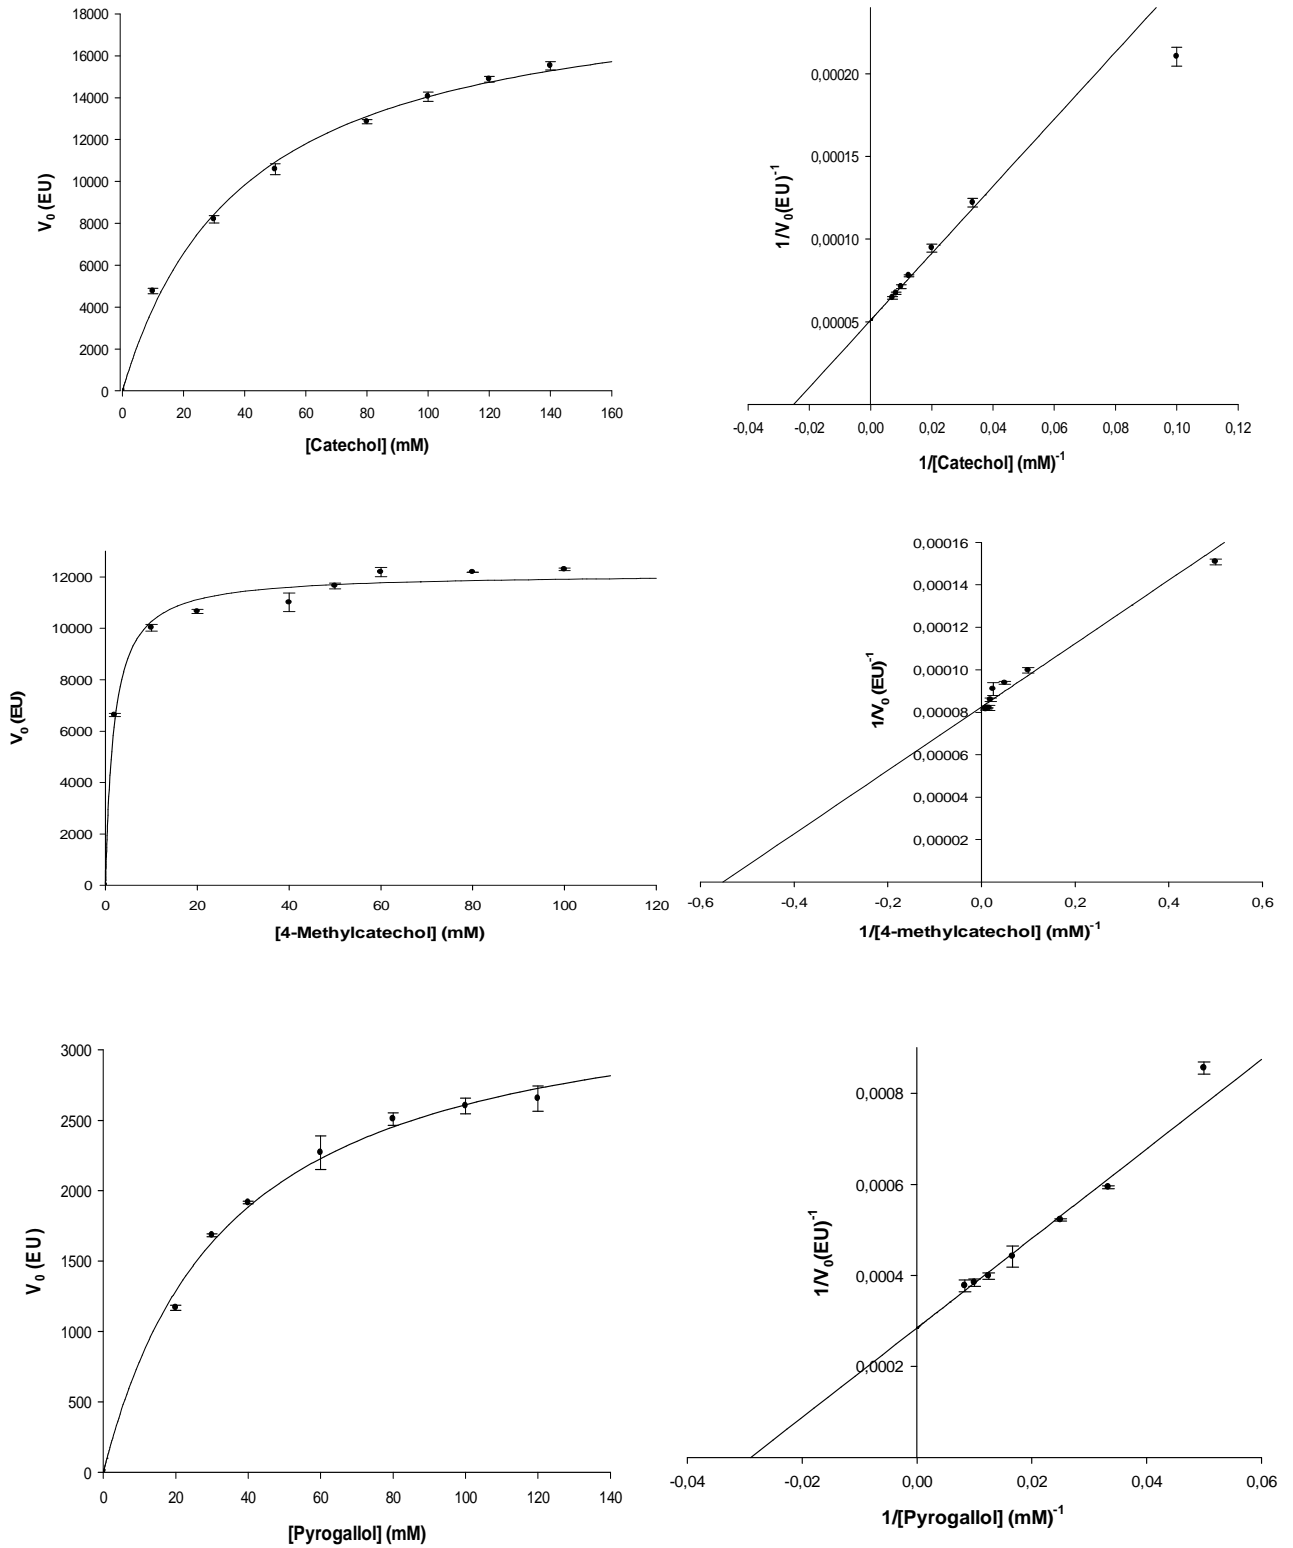 18000
16000
14000
12000
10000
8000
6000
4000
2000
0
V0 (EU)
0 20 40 60 80 100 120 140 160
[Catechol] (mM)
0,00020
0,00015
0,00010
0,00005
1/V0(EU)-1
-0,04 -0,02 0,00 0,02 0,04 0,06 0,08 0,10 0,12
1/[Catechol] (mM)-1
12000
10000
8000
6000
4000
2000
0
V0 (EU)
0 20 40 60 80 100 120
[4-Methylcatechol] (mM)
0,00016
0,00014
0,00012
0,00010
0,00008
0,00006
0,00004
0,00002
1/V0 (EU)-1
-0,6 -0,4 -0,2 0,0 0,2 0,4 0,6
1/[4-methylcatechol] (mM)-1
3000
2500
2000
1500
1000
500
0
V0 (EU)
0 20 40 60 80 100 120 140
[Pyrogallol] (mM)
0,0008
0,0006
0,0004
0,0002
1/V0(EU)-1
-0,04 -0,02 0,00 0,02 0,04 0,06
1/[Pyrogallol] (mM)-1